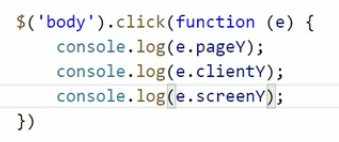 $('body').click(function (e) {
    console.log(e.pageY);
    console.log(e.clientY);
    console.log(e.screenY);
})